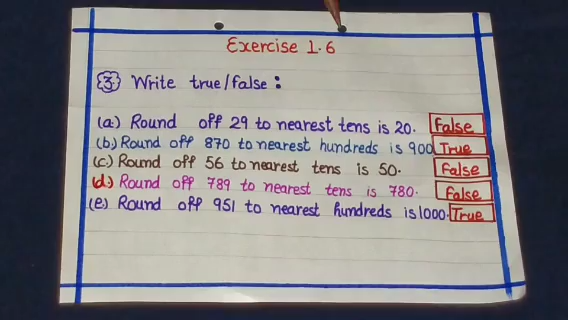 Exercise 1.6
3. Write true/false:
(a) Round off 29 to nearest tens is 20. False
(b) Round off 870 to nearest hundreds is 900 True
(c) Round off 56 to nearest tens is 50. False
(d) Round off 789 to nearest tens is 780. False
(e) Round off 951 to nearest hundreds is 1000. True